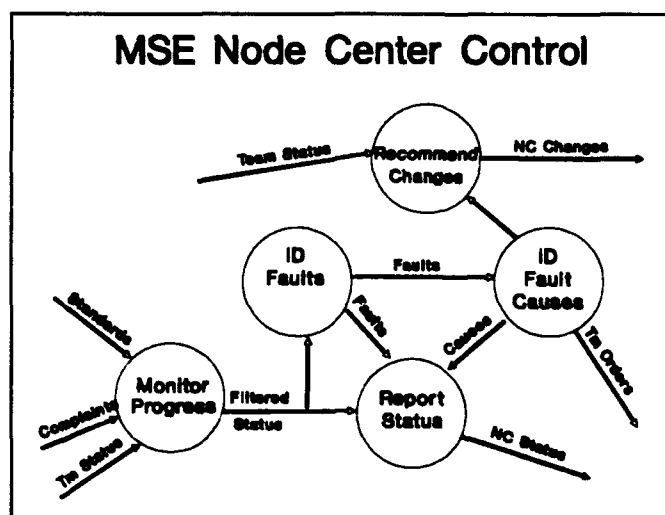 MSE Node Center Control
Team Status
Recommend
Changes
NC Changes
ID
Faults
Faults
ID
Fault
Causes
Standards
Faults
Causes
Tm Orders
Monitor
Progress
Filtered
Status
Report
Status
Complaints
Tm Status
NC Status